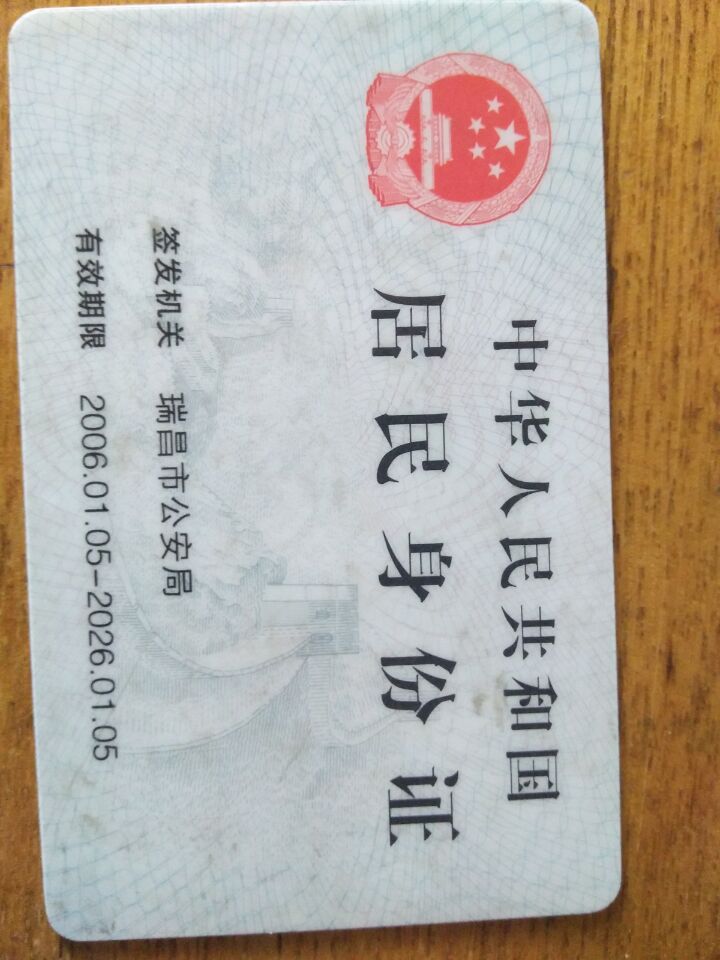 中华人民共和国
居民身份证
签发机关 瑞昌市公安局
有效期限 2006.01.05-2026.01.05